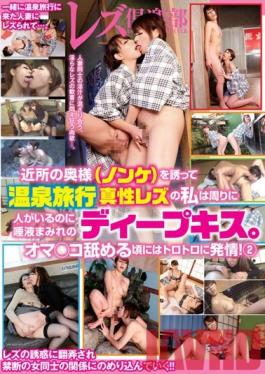 一緒に温泉旅行に
来た人妻に
レズられて…
レズ倶楽部
近所の奥様(ノンケ)を誘って
温泉旅行 真性レズの私は周りに
人がいるのに
唾液まみれの
ディープキス。
オマ○コ舐める頃にはトロトロに発情!②
レズの誘惑に翻弄され
禁断の女同士の関係にのめり込んでいく!!